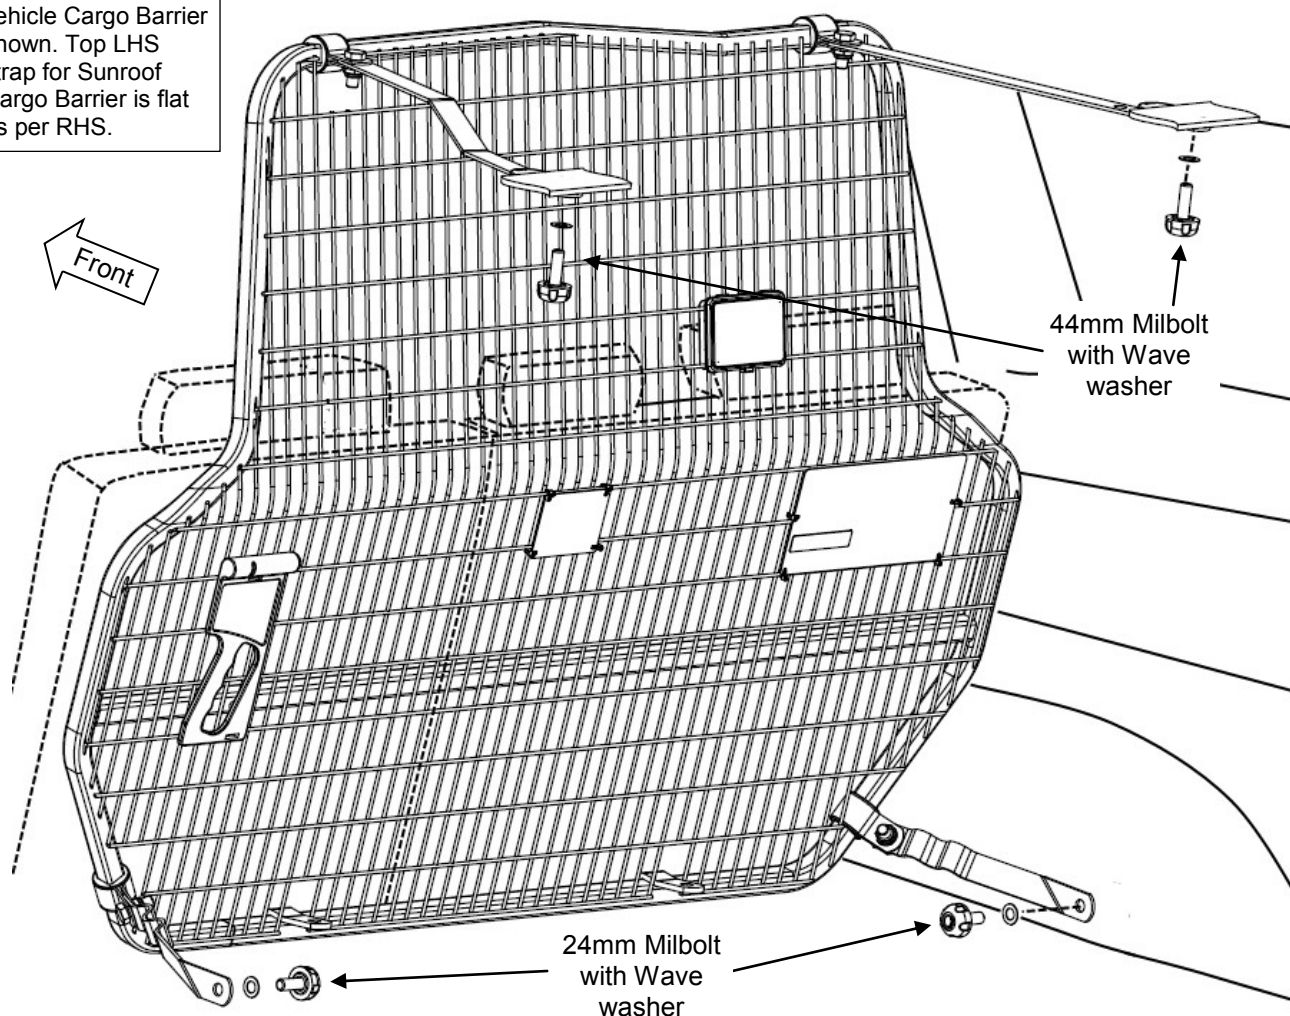 ehicle Cargo Barrier
hown. Top LHS
trap for Sunroof
argo Barrier is flat
s per RHS.
Front
44mm Milbolt
with Wave
washer
24mm Milbolt
with Wave
washer